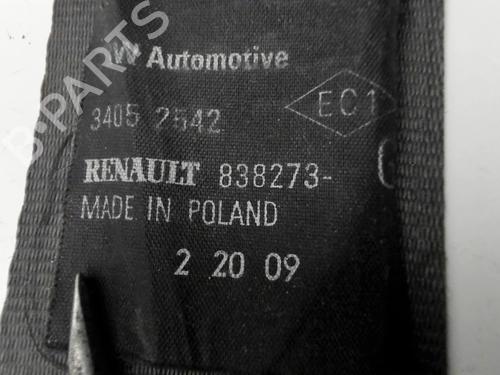 W Automotive
EC1
3405 2542
RENAULT 838273-
MADE IN POLAND
2 20 09
B-PARTS